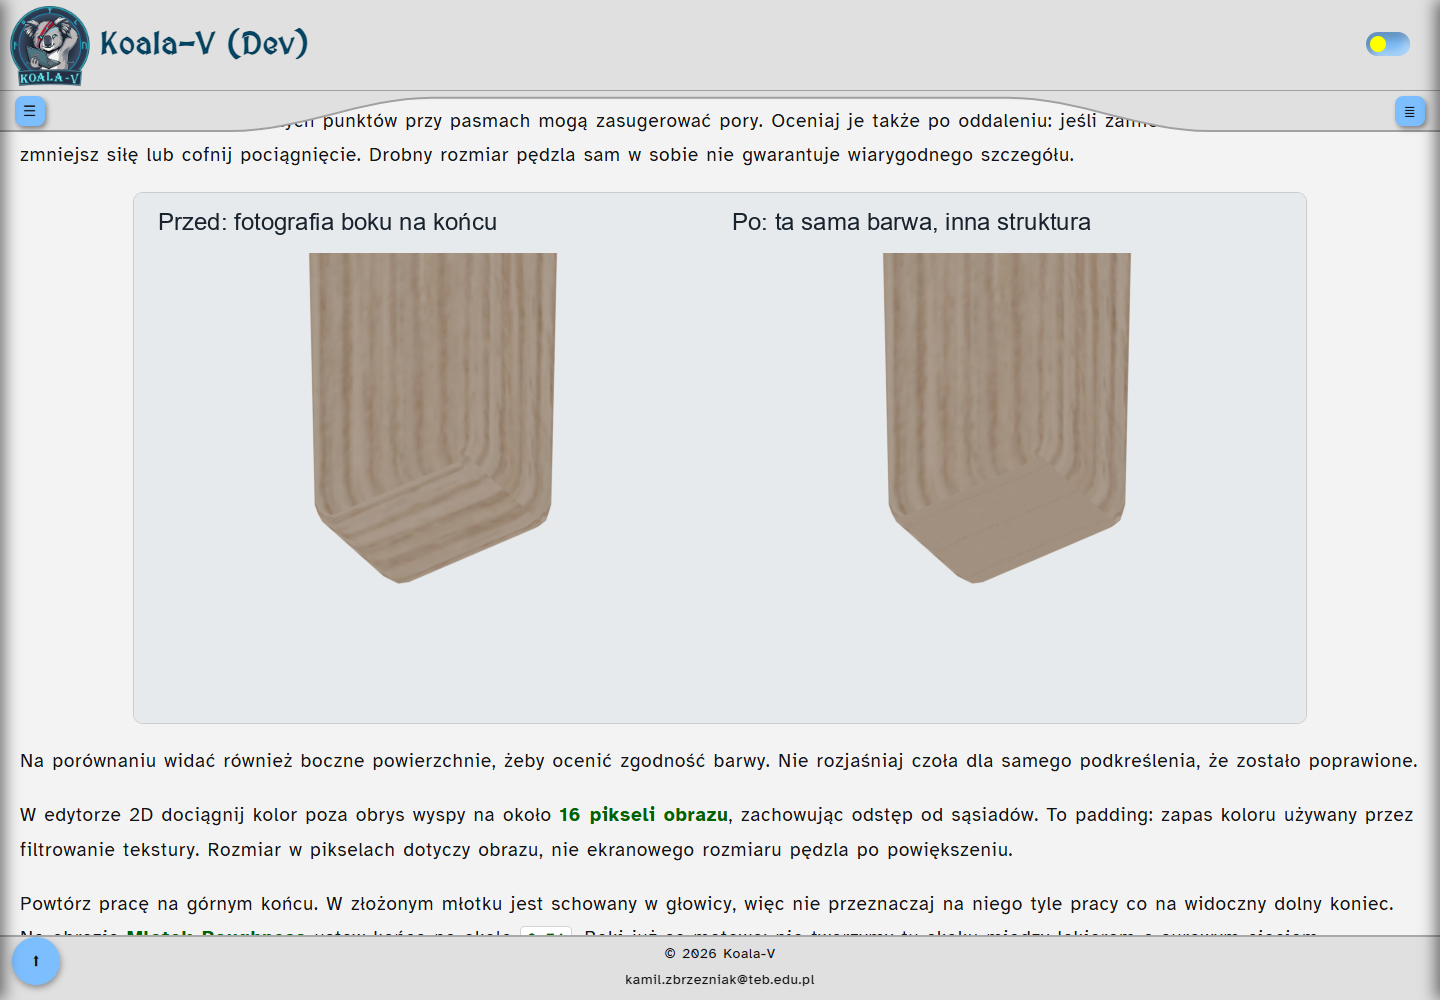 Koala-V (Dev)
KOALA-V
punktów przy pasmach mogą zasugerować pory. Oceniaj je także po oddaleniu: jeśli
zmniejsz siłę lub cofnij pociągnięcie. Drobny rozmiar pędzla sam w sobie nie gwarantuje wiarygodnego szczegółu.
Przed: fotografia boku na końcu
Po: ta sama barwa, inna struktura
Na porównaniu widać również boczne powierzchnie, żeby ocenić zgodność barwy. Nie rozjaśniaj czoła dla samego podkreślenia, że zostało poprawione.
W edytorze 2D dociągnij kolor poza obrys wyspy na około 16 pikseli obrazu, zachowując odstęp od sąsiadów. To padding: zapas koloru używany przez
filtrowanie tekstury. Rozmiar w pikselach dotyczy obrazu, nie ekranowego rozmiaru pędzla po powiększeniu.
Powtórz pracę na górnym końcu. W złożonym młotku jest schowany w głowicy, więc nie przeznaczaj na niego tyle pracy co na widoczny dolny koniec.
© 2026 Koala-V
kamil.zbrzezniak@teb.edu.pl